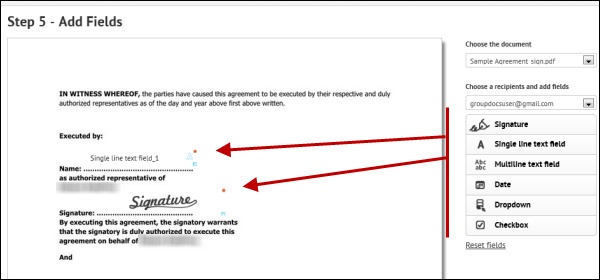 Step 5 - Add Fields
Choose the document
Sample Agreement_sign.pdf
Choose a recipients and add fields
groupdocsuser@gmail.com
Signature
A Single line text field
Abc
abc
Multiline text field
Date
Dropdown
Checkbox
Reset fields
IN WITNESS WHEREOF, the parties have caused this agreement to be executed by their respective and duly
authorized representatives as of the day and year above first above written.
Executed by:
Single line text field_1
A
Name: ................................................
as authorized representative of
Signature
Signature: ...........................................
By executing this agreement, the signatory warrants
that the signatory is duly authorized to execute this
agreement on behalf of
And